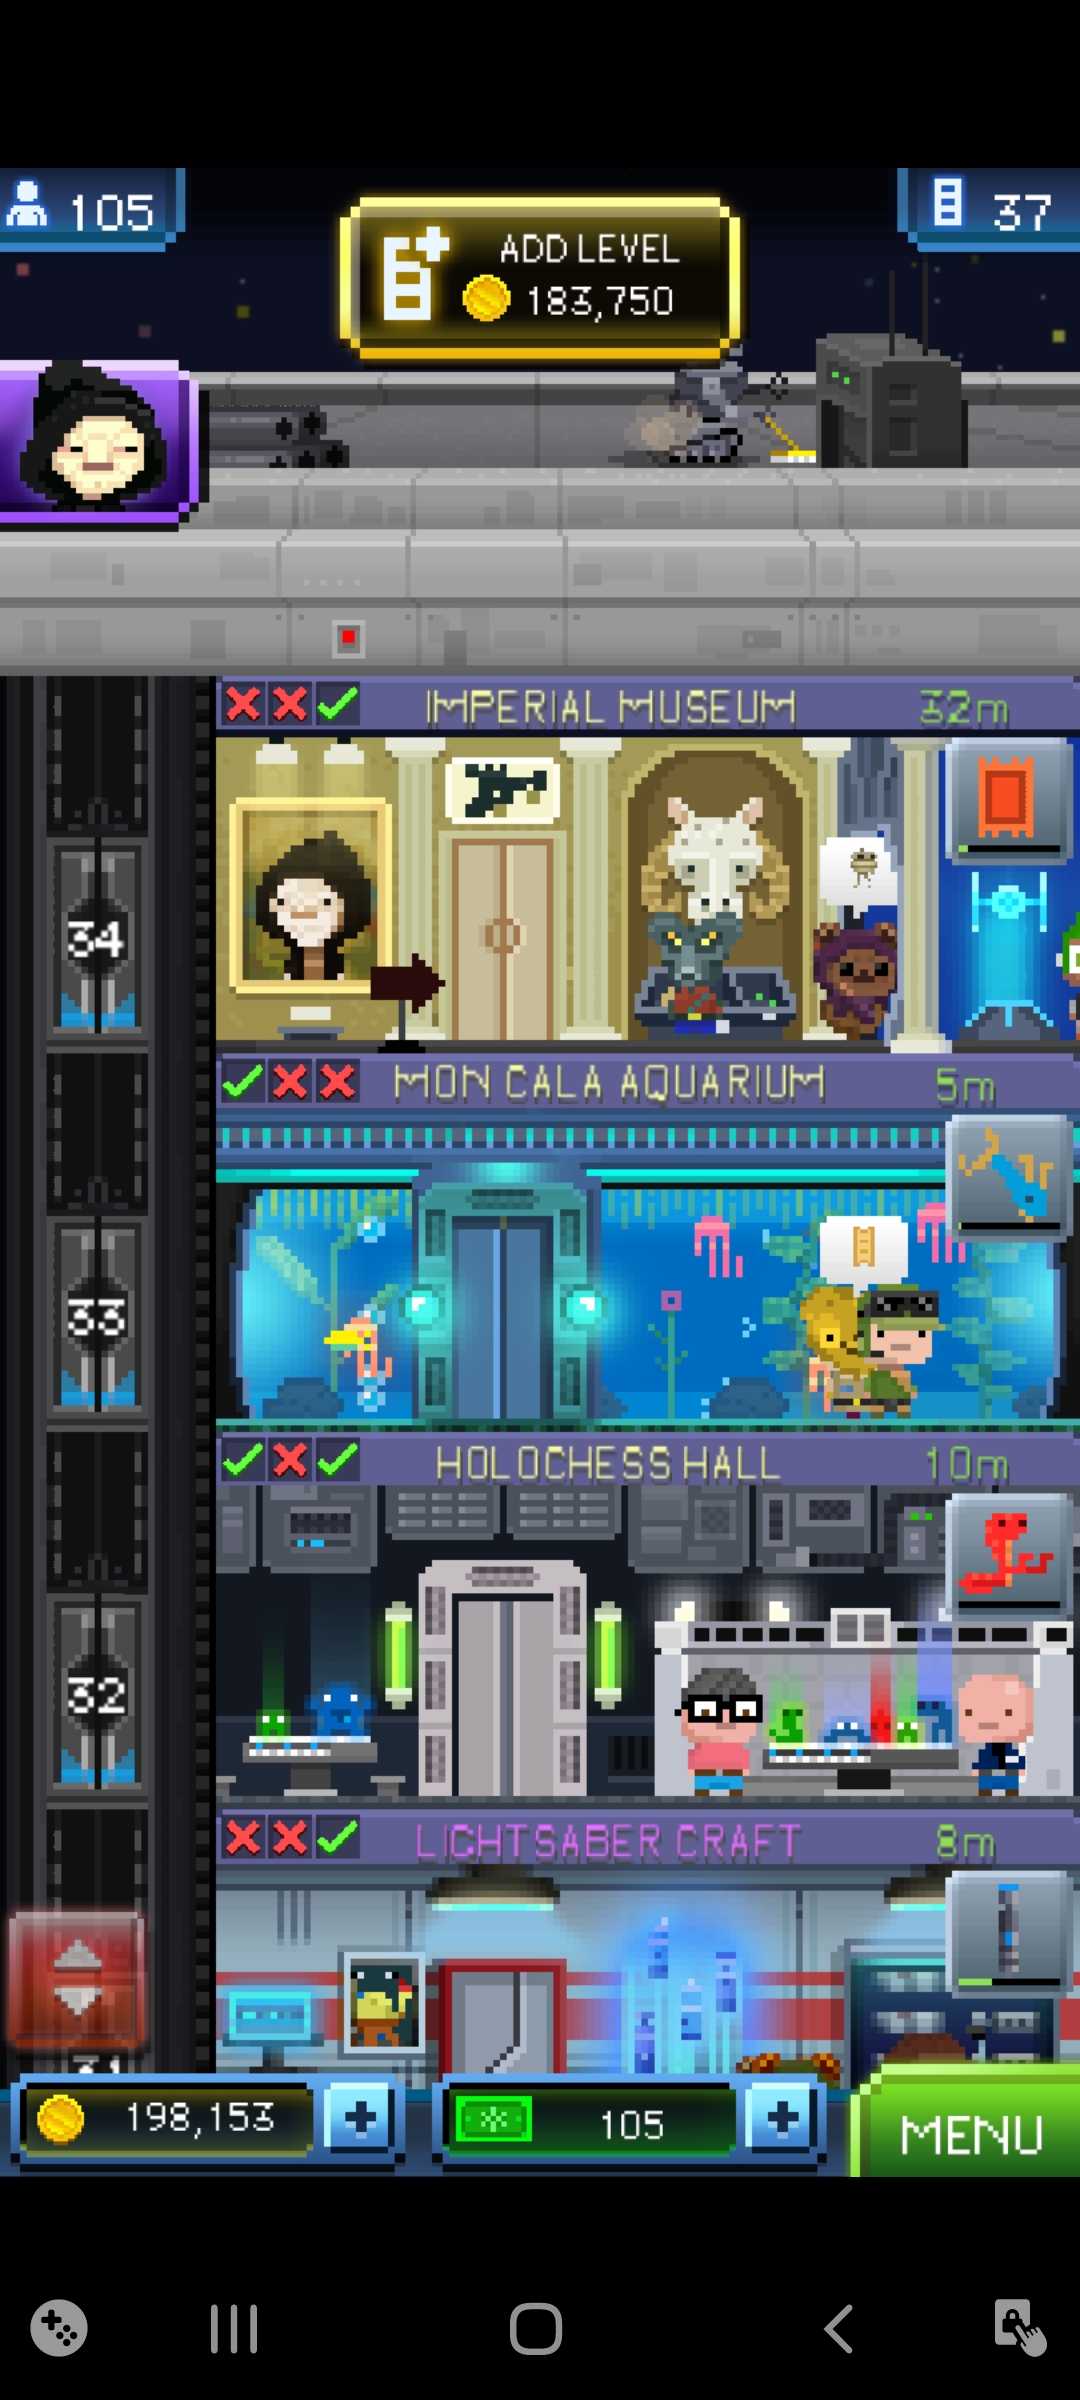 105
ADD LEVEL
183,750
37
IMPERIAL MUSEUM 32m
34
MON CALA AQUARIUM 5m
33
HOLOCHESS HALL 10m
32
LIGHTSABER CRAFT 8m
31
198,153
105
MENU